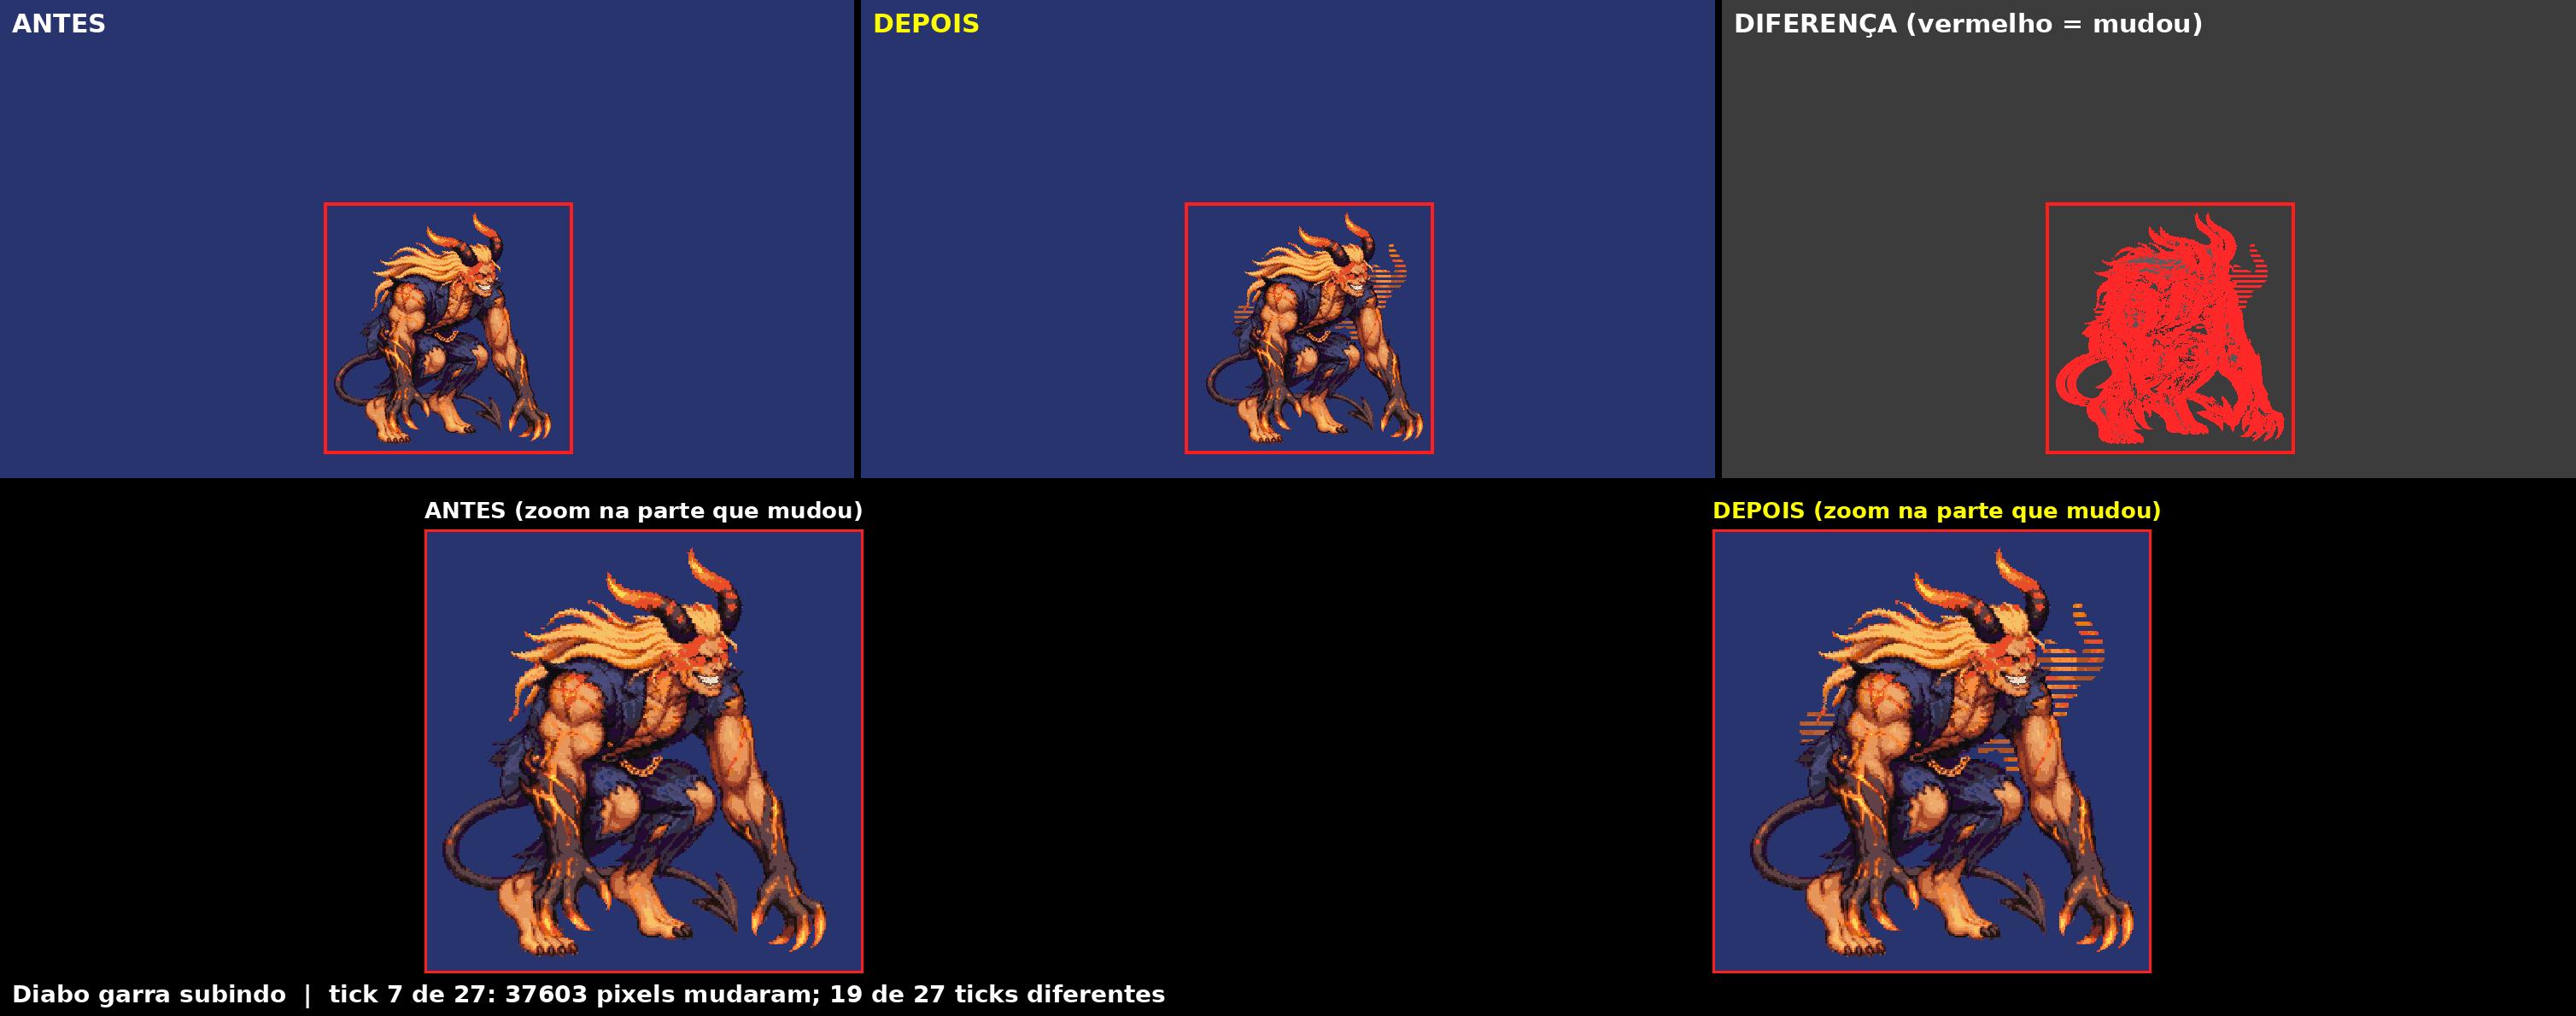 ANTES
DEPOIS
DIFERENÇA (vermelho = mudou)
ANTES (zoom na parte que mudou)
DEPOIS (zoom na parte que mudou)
Diabo garra subindo | tick 7 de 27: 37603 pixels mudaram; 19 de 27 ticks diferentes